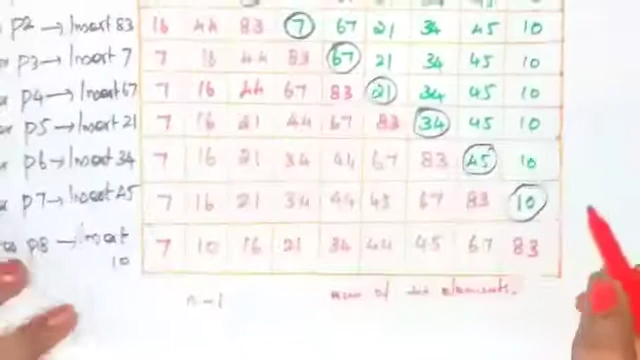 P2 → Insert 83 16 44 83 7 67 21 34 45 10
P3 → Insert 7 7 16 44 83 67 21 34 45 10
P4 → Insert 67 7 16 44 67 83 21 34 45 10
P5 → Insert 21 7 16 21 44 67 83 34 45 10
P6 → Insert 34 7 16 21 34 44 67 83 45 10
P7 → Insert 45 7 16 21 34 44 45 67 83 10
P8 → Insert 7 10 16 21 34 44 45 67 83
10
n-1 num of elements.